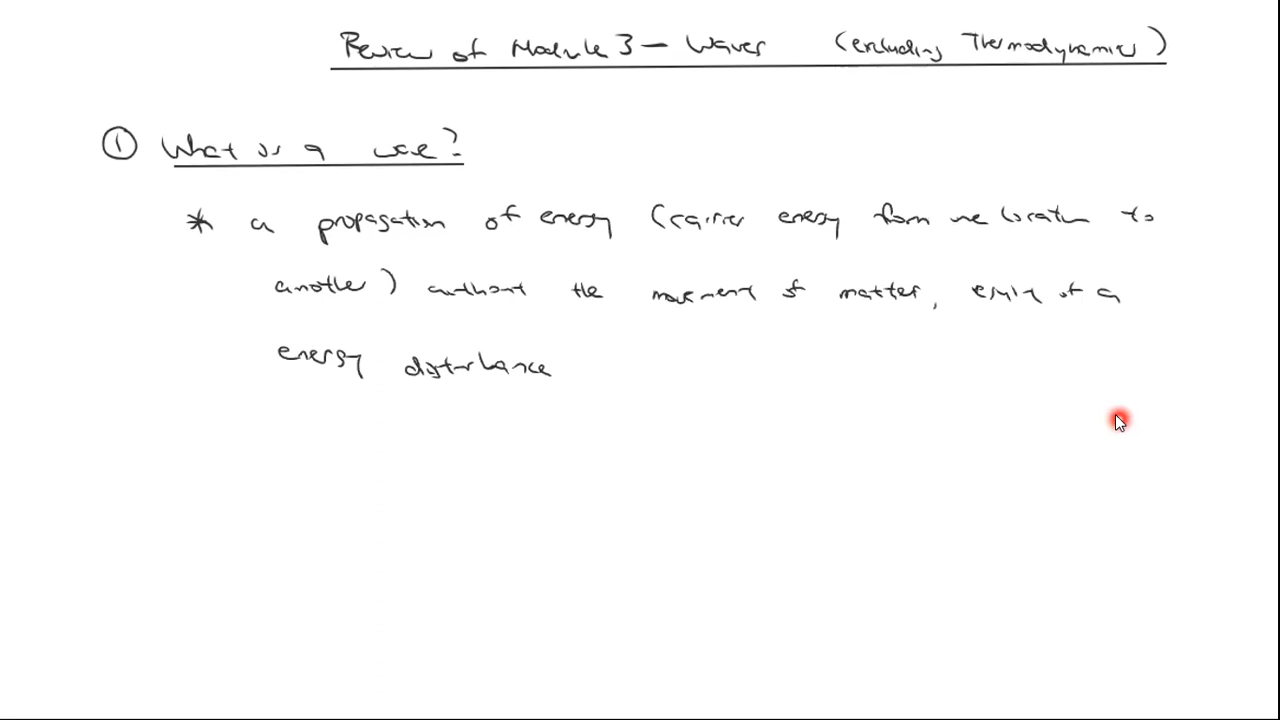 Review of Module 3 - Waves (excluding Thermodynamics)
① What is a wave?
* a propagation of energy (carries energy from one location to
another) without the movement of matter, result of a
energy disturbance